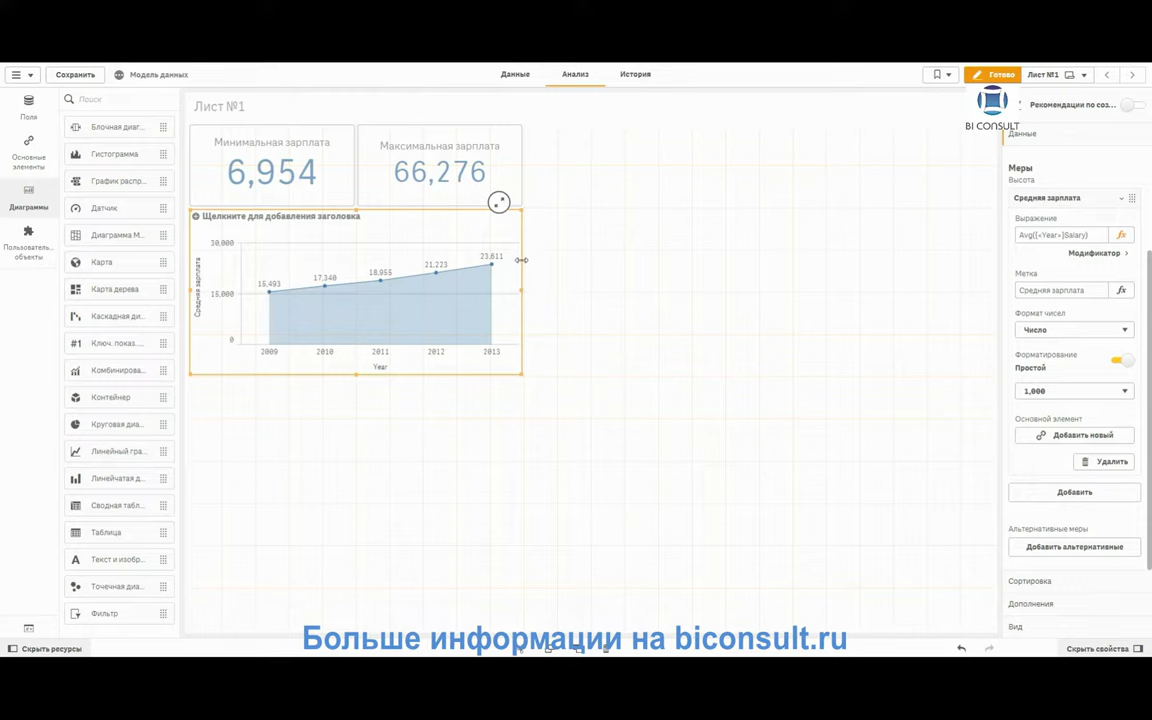 Сохранить
Модель данных
Данные
Анализ
История
Готово
Лист №1
BI CONSULT
Рекомендации по соз...
Поля
Основные
элементы
Диаграммы
Пользователь...
объекты
Поиск
Блочная диаг...
Гистограмма
График распр...
Датчик
Диаграмма М...
Карта
Карта дерева
Каскадная ди...
#1 Ключ. показ....
Комбинирова...
Контейнер
Круговая диа...
Линейный гра...
Линейчатая д...
Сводная табл...
Таблица
A Текст и изобр...
Точечная диа...
Фильтр
Лист №1
Минимальная зарплата
6,954
Максимальная зарплата
66,276
Щелкните для добавления заголовка
Средняя зарплата
30,000
15,000
0
15,493
17,340
18,955
21,223
23,611
2009
2010
2011
2012
2013
Year
Данные
Меры
Высота
Средняя зарплата
Выражение
Avg([<Year>]Salary)
fx
Модификатор
Метка
Средняя зарплата
fx
Формат чисел
Число
Форматирование
Простой
1,000
Основной элемент
Добавить новый
Удалить
Добавить
Альтернативные меры
Добавить альтернативные
Сортировка
Дополнения
Вид
Больше информации на biconsult.ru
Скрыть ресурсы
Скрыть свойства